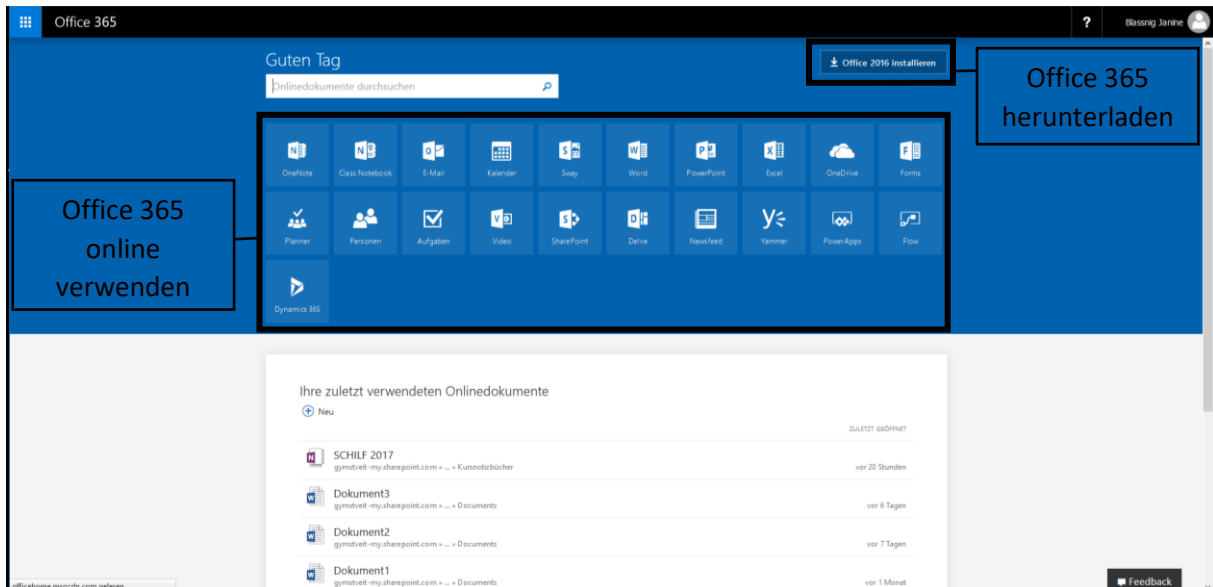 Office 365
?
Blassnig Janine
Guten Tag
Office 2016 installieren
Office 365
herunterladen
Onlinedokumente durchsuchen
OneNote
Class Notebook
E-Mail
Kalender
Sway
Word
PowerPoint
Excel
OneDrive
Forms
Office 365
online
verwenden
Planner
Personen
Aufgaben
Video
SharePoint
Delve
Newsfeed
Yammer
PowerApps
Flow
Dynamics 365
Ihre zuletzt verwendeten Onlinedokumente
Neu
ZULETZT GEÖFFNET
SCHILF 2017
gymstveit-my.sharepoint.com » ... » Kursnotizbücher
vor 20 Stunden
Dokument3
gymstveit-my.sharepoint.com » ... » Documents
vor 6 Tagen
Dokument2
gymstveit-my.sharepoint.com » ... » Documents
vor 7 Tagen
Dokument1
gymstveit-my.sharepoint.com » ... » Documents
vor 1 Monat
Feedback